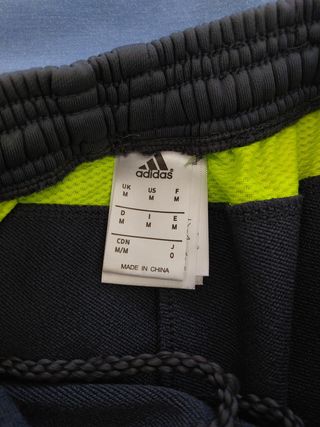 adidas
UK US F
M M M
D I E
M M M
CDN J
M/M O
MADE IN CHINA